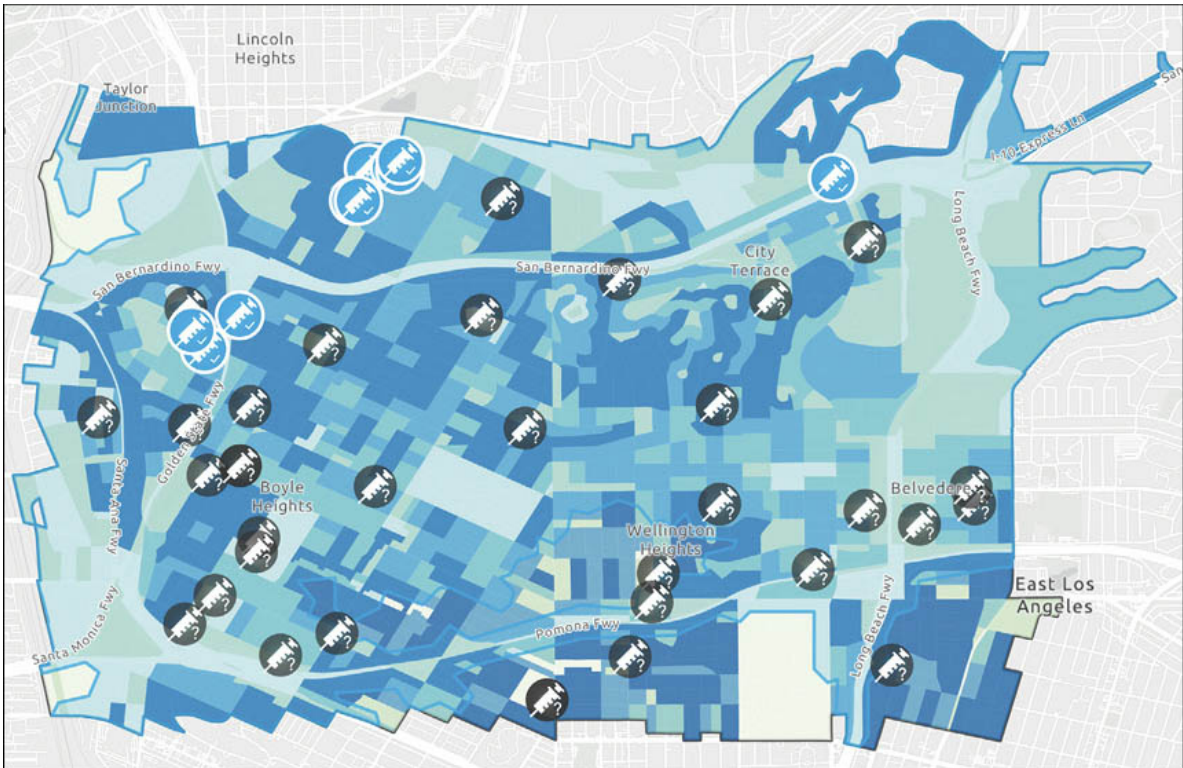 Lincoln
Heights
Taylor
Junction
San
I-10 Express Ln
Long Beach Fwy
San Bernardino Fwy
San Bernardino Fwy
City
Terrace
Golden State Fwy
Santa Ana Fwy
Boyle
Heights
Belvedere
Wellington
Heights
East Los
Angeles
Pomona Fwy
Long Beach Fwy
Santa Monica Fwy